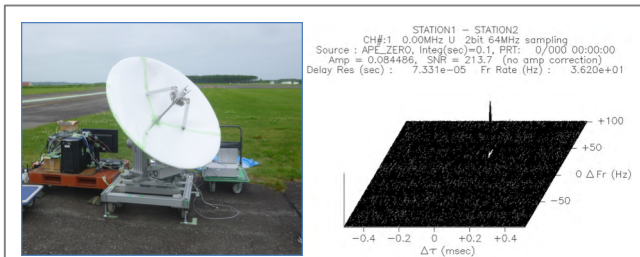 STATION1 - STATION2
CH#:1 0.00MHz U 2bit 64MHz sampling
Source : APE_ZERO, Integ(sec)=0.1, PRT: 0/000 00:00:00
Amp = 0.084486, SNR = 213.7 (no amp correction)
Delay Res (sec) : 7.331e-05 Fr Rate (Hz) : 3.620e+01
+100
+50
0 ΔFr (Hz)
-50
-0.4 -0.2 0 +0.2 +0.4
Δτ (msec)